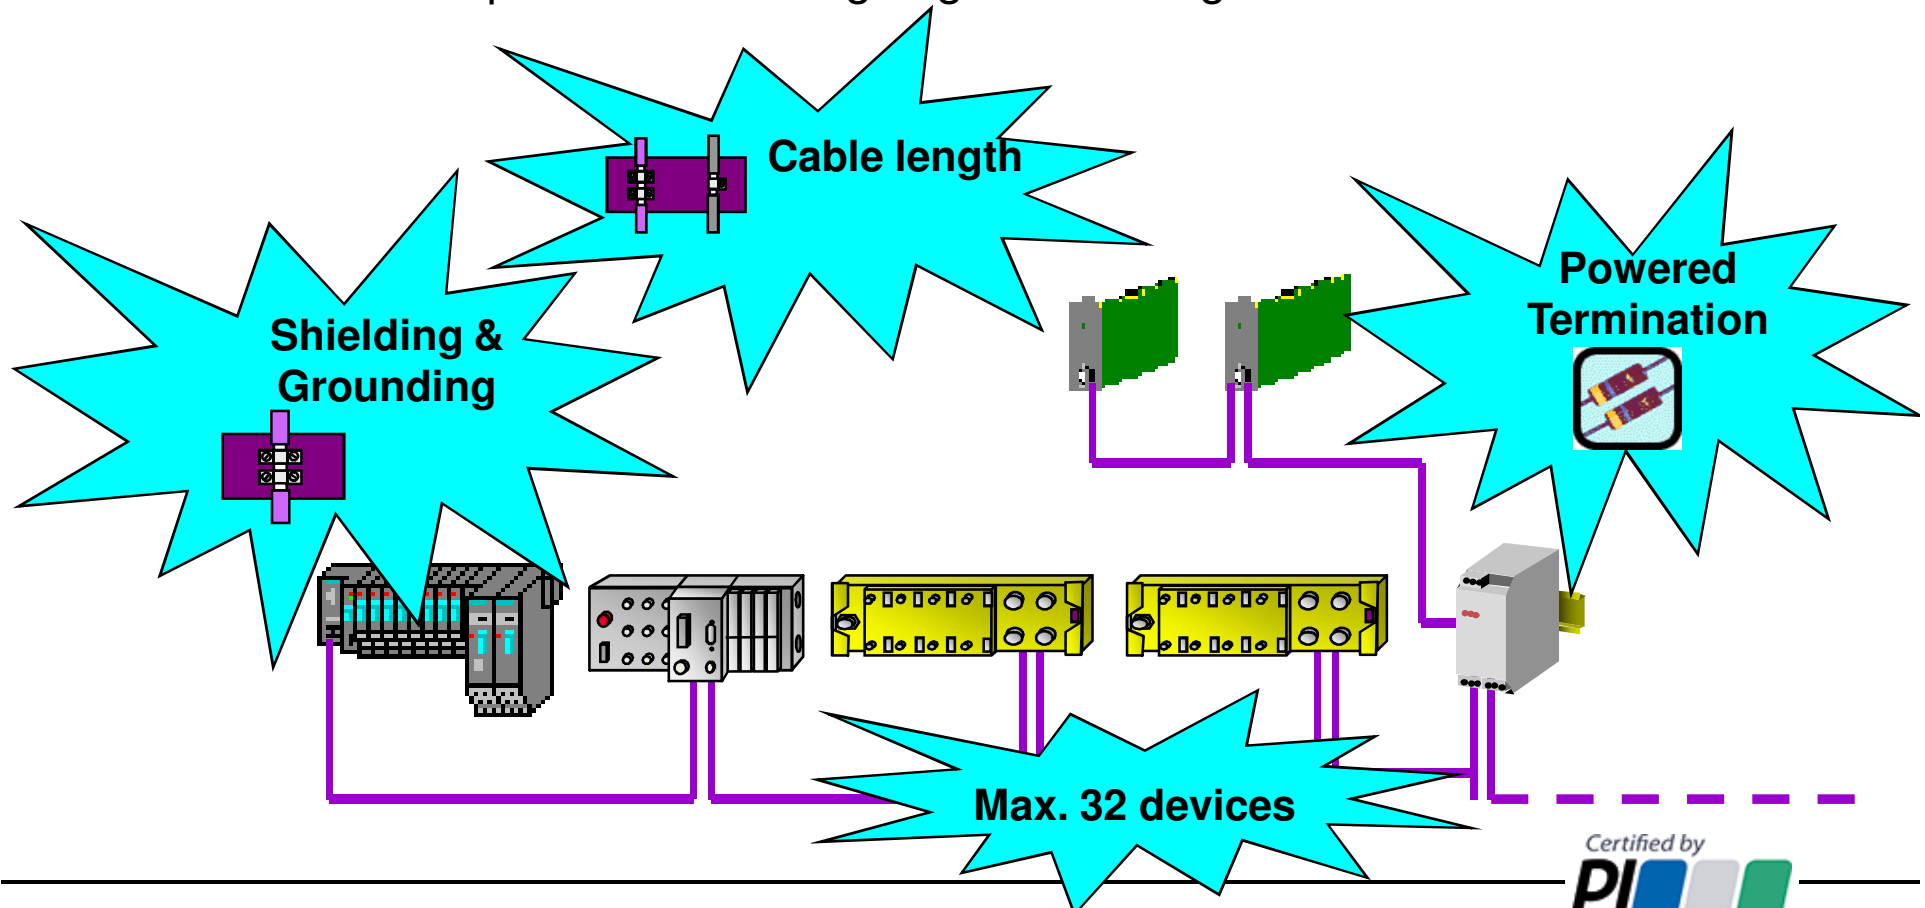 Cable length
Powered
Termination
Shielding &
Grounding
Max. 32 devices
Certified by
PI